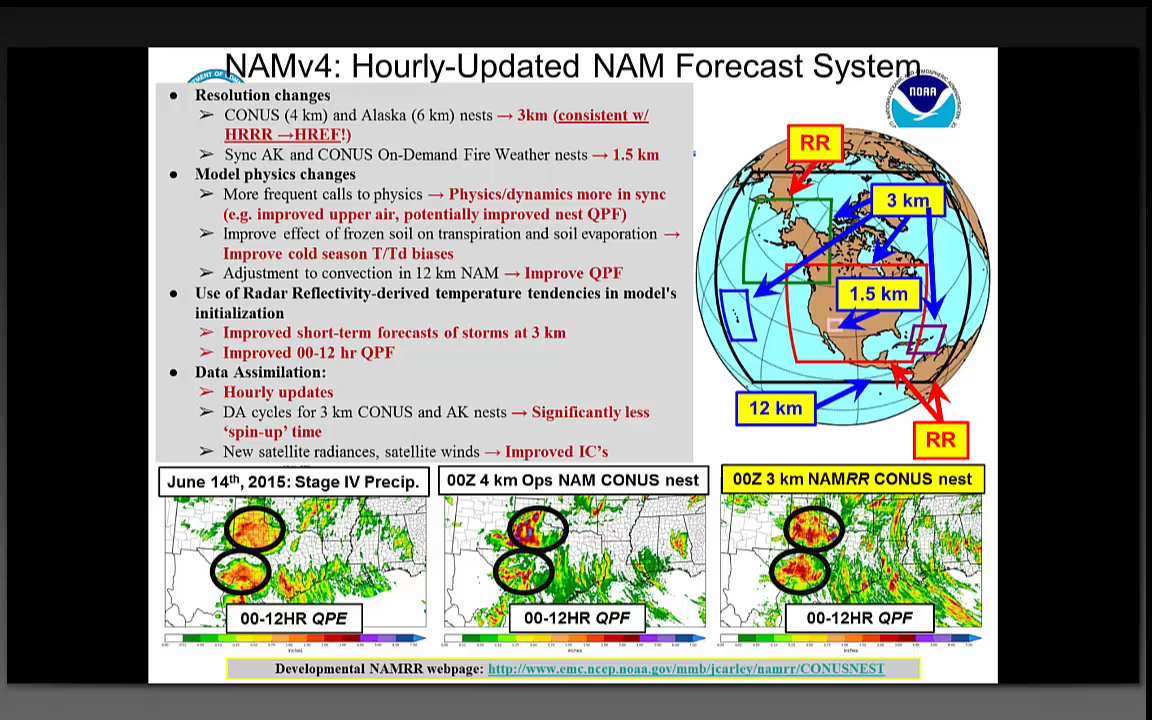 NAMv4: Hourly-Updated NAM Forecast System
● Resolution changes
➢ CONUS (4 km) and Alaska (6 km) nests → 3km (consistent w/
HRRR →HREF!)
➢ Sync AK and CONUS On-Demand Fire Weather nests → 1.5 km
● Model physics changes
➢ More frequent calls to physics → Physics/dynamics more in sync
(e.g. improved upper air, potentially improved nest QPF)
➢ Improve effect of frozen soil on transpiration and soil evaporation →
Improve cold season T/Td biases
➢ Adjustment to convection in 12 km NAM → Improve QPF
● Use of Radar Reflectivity-derived temperature tendencies in model's
initialization
➢ Improved short-term forecasts of storms at 3 km
➢ Improved 00-12 hr QPF
● Data Assimilation:
➢ Hourly updates
➢ DA cycles for 3 km CONUS and AK nests → Significantly less
‘spin-up’ time
➢ New satellite radiances, satellite winds → Improved IC’s
NOAA
RR
3 km
1.5 km
12 km
RR
June 14th, 2015: Stage IV Precip.
00Z 4 km Ops NAM CONUS nest
00Z 3 km NAMRR CONUS nest
00-12HR QPE
00-12HR QPF
00-12HR QPF
Developmental NAMRR webpage: http://www.emc.ncep.noaa.gov/mmb/jcarley/namrr/CONUSNEST